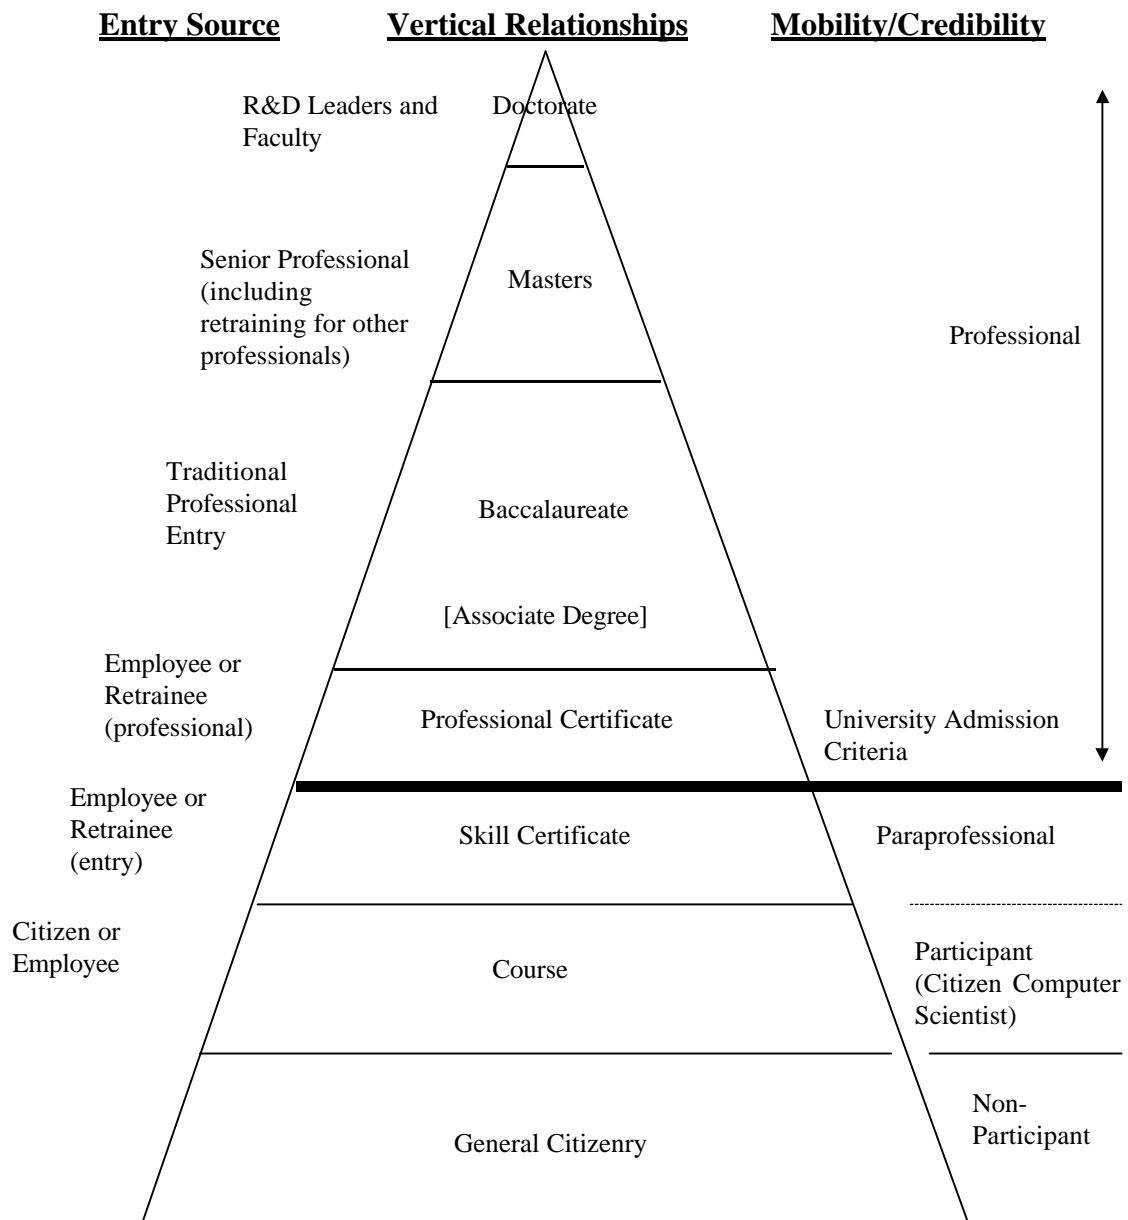 Entry Source
Vertical Relationships
Mobility/Credibility
R&D Leaders and
Faculty
Doctorate
Senior Professional
(including
retraining for other
professionals)
Masters
Professional
Traditional
Professional
Entry
Baccalaureate
[Associate Degree]
Employee or
Retrainee
(professional)
Professional Certificate
University Admission
Criteria
Employee or
Retrainee
(entry)
Skill Certificate
Paraprofessional
Citizen or
Employee
Course
Participant
(Citizen Computer
Scientist)
General Citizenry
Non-
Participant